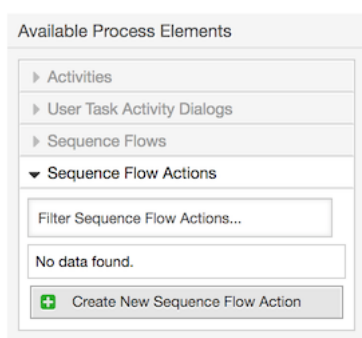 Available Process Elements
Activities
User Task Activity Dialogs
Sequence Flows
Sequence Flow Actions
Filter Sequence Flow Actions...
No data found.
Create New Sequence Flow Action